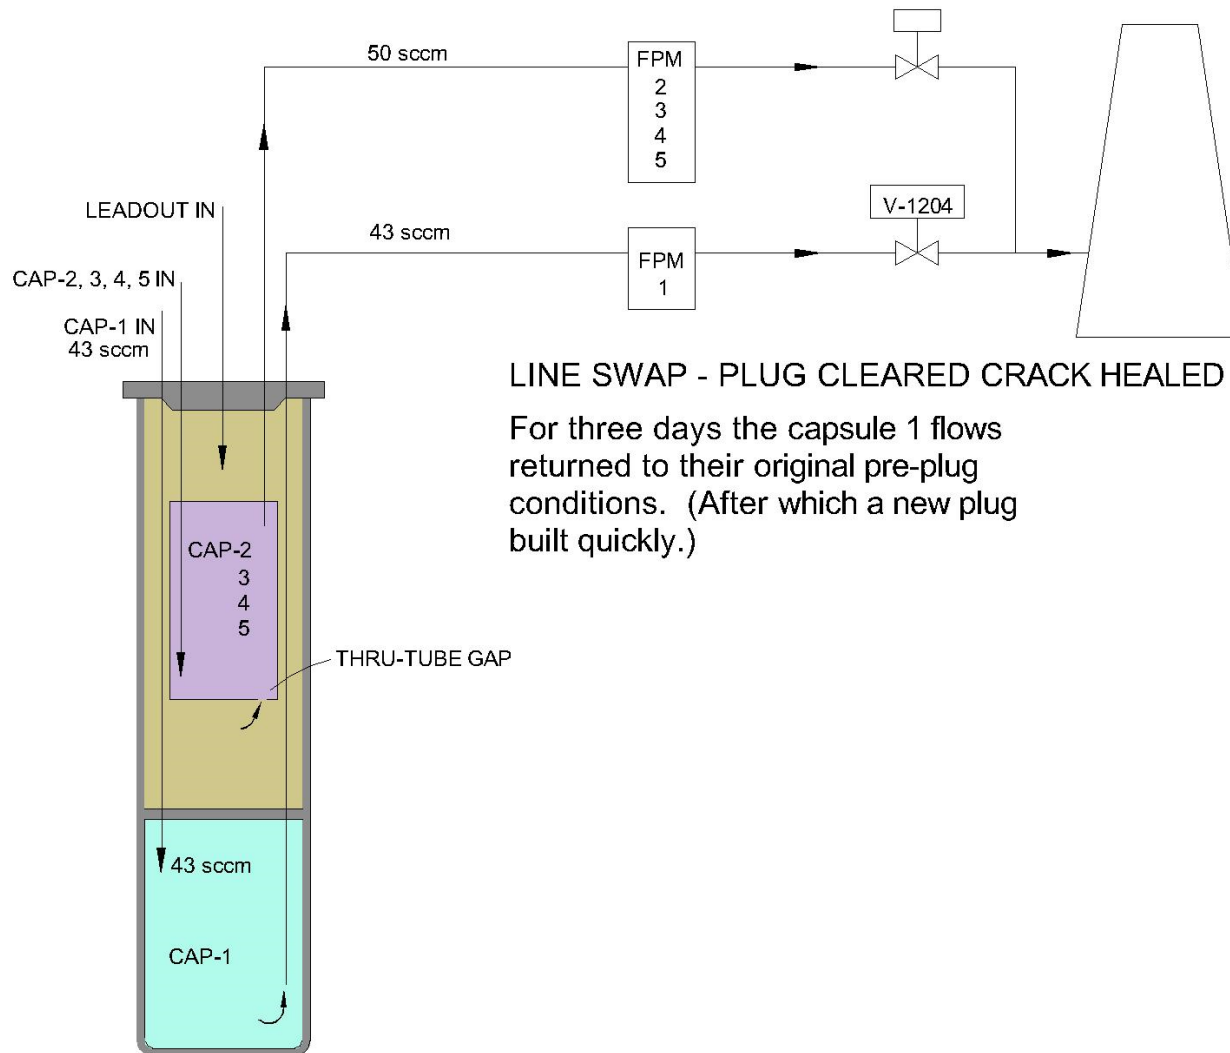 50 sccm
FPM
2
3
4
5
LEADOUT IN
V-1204
43 sccm
FPM
1
CAP-2, 3, 4, 5 IN
CAP-1 IN
43 sccm
LINE SWAP - PLUG CLEARED CRACK HEALED
For three days the capsule 1 flows
returned to their original pre-plug
conditions. (After which a new plug
built quickly.)
CAP-2
3
4
5
THRU-TUBE GAP
43 sccm
CAP-1